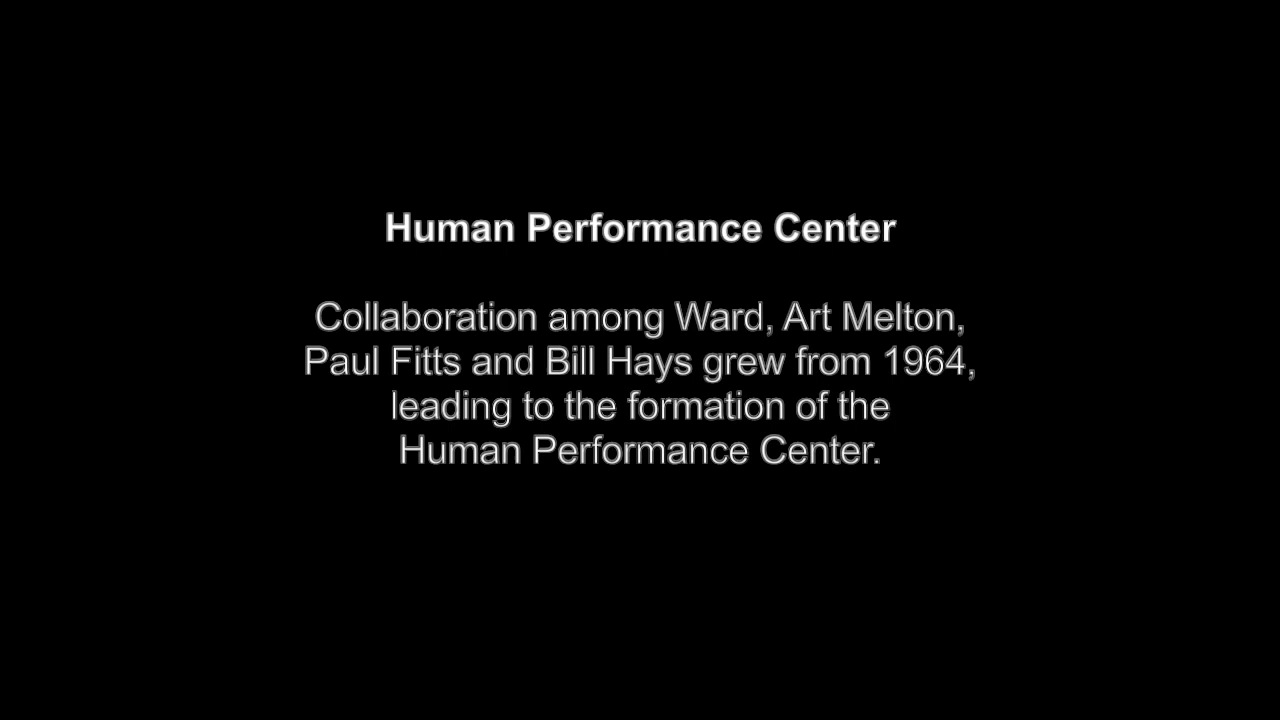 Human Performance Center
Collaboration among Ward, Art Melton,
Paul Fitts and Bill Hays grew from 1964,
leading to the formation of the
Human Performance Center.